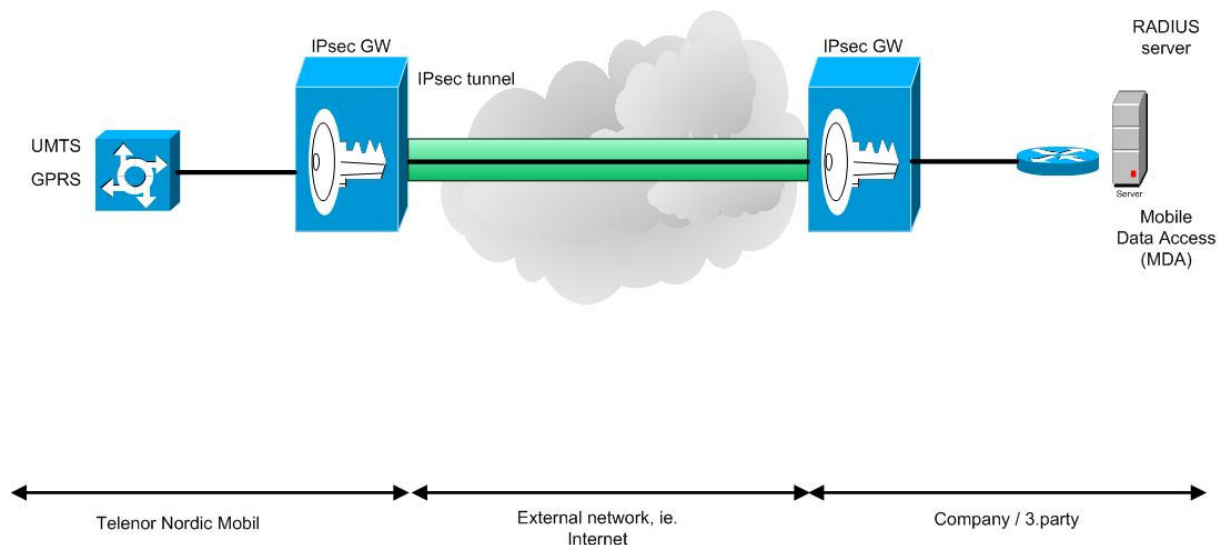 RADIUS
server
IPsec GW
IPsec GW
IPsec tunnel
UMTS
GPRS
Server
Mobile
Data Access
(MDA)
Telenor Nordic Mobil
External network, ie.
Internet
Company / 3.party